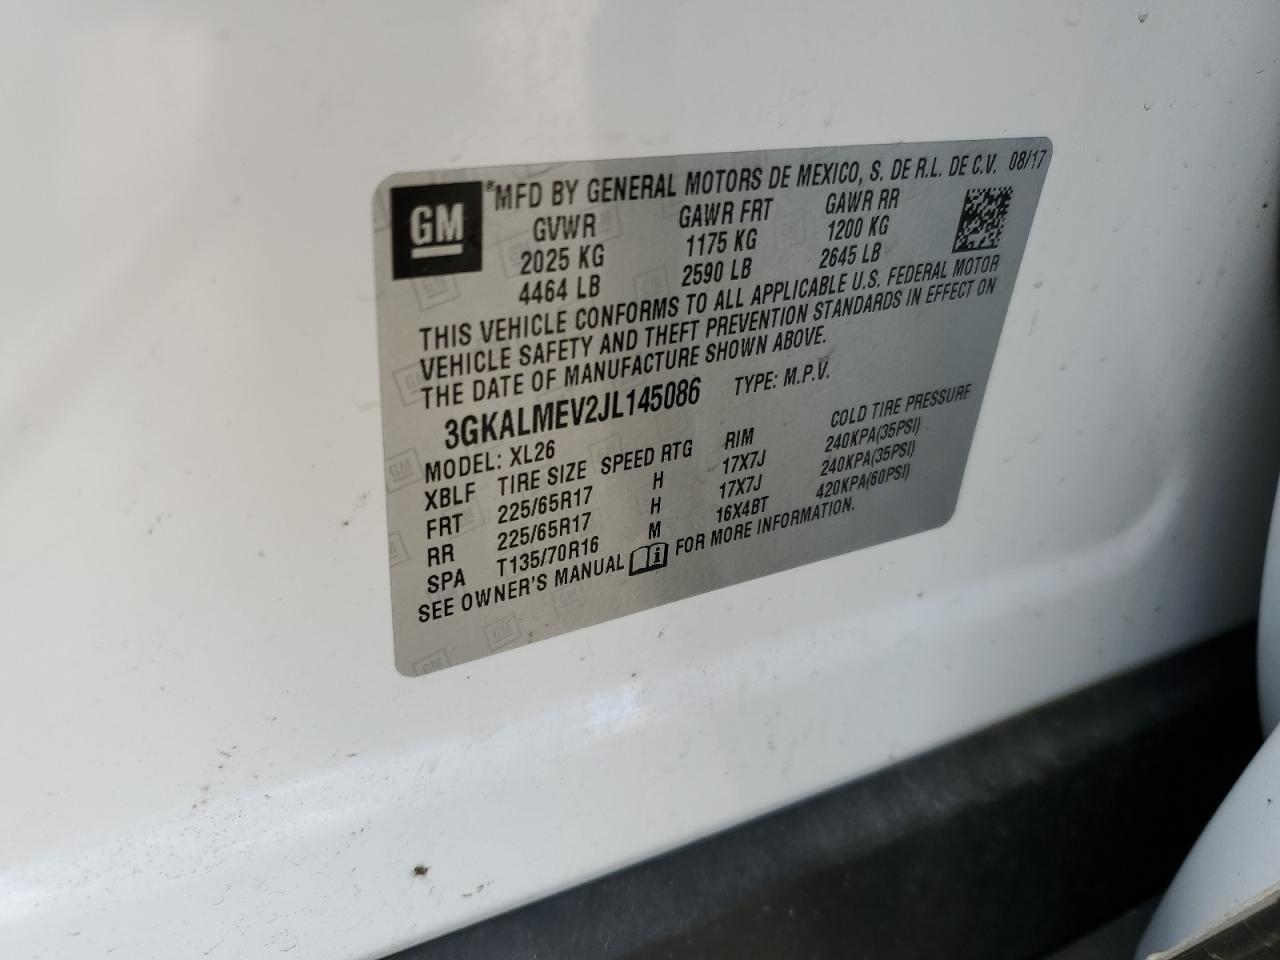 GM
*MFD BY GENERAL MOTORS DE MEXICO, S. DE R.L. DE C.V. 08/17
GVWR GAWR FRT GAWR RR
2025 KG 1175 KG 1200 KG
4464 LB 2590 LB 2645 LB
THIS VEHICLE CONFORMS TO ALL APPLICABLE U.S. FEDERAL MOTOR
VEHICLE SAFETY AND THEFT PREVENTION STANDARDS IN EFFECT ON
THE DATE OF MANUFACTURE SHOWN ABOVE.
3GKALMEV2JL145086 TYPE: M.P.V.
MODEL: XL26
XBLF TIRE SIZE SPEED RTG RIM COLD TIRE PRESSURE
FRT 225/65R17 H 17X7J 240KPA(35PSI)
RR 225/65R17 H 17X7J 240KPA(35PSI)
SPA T135/70R16 M 16X4BT 420KPA(60PSI)
SEE OWNER'S MANUAL FOR MORE INFORMATION.